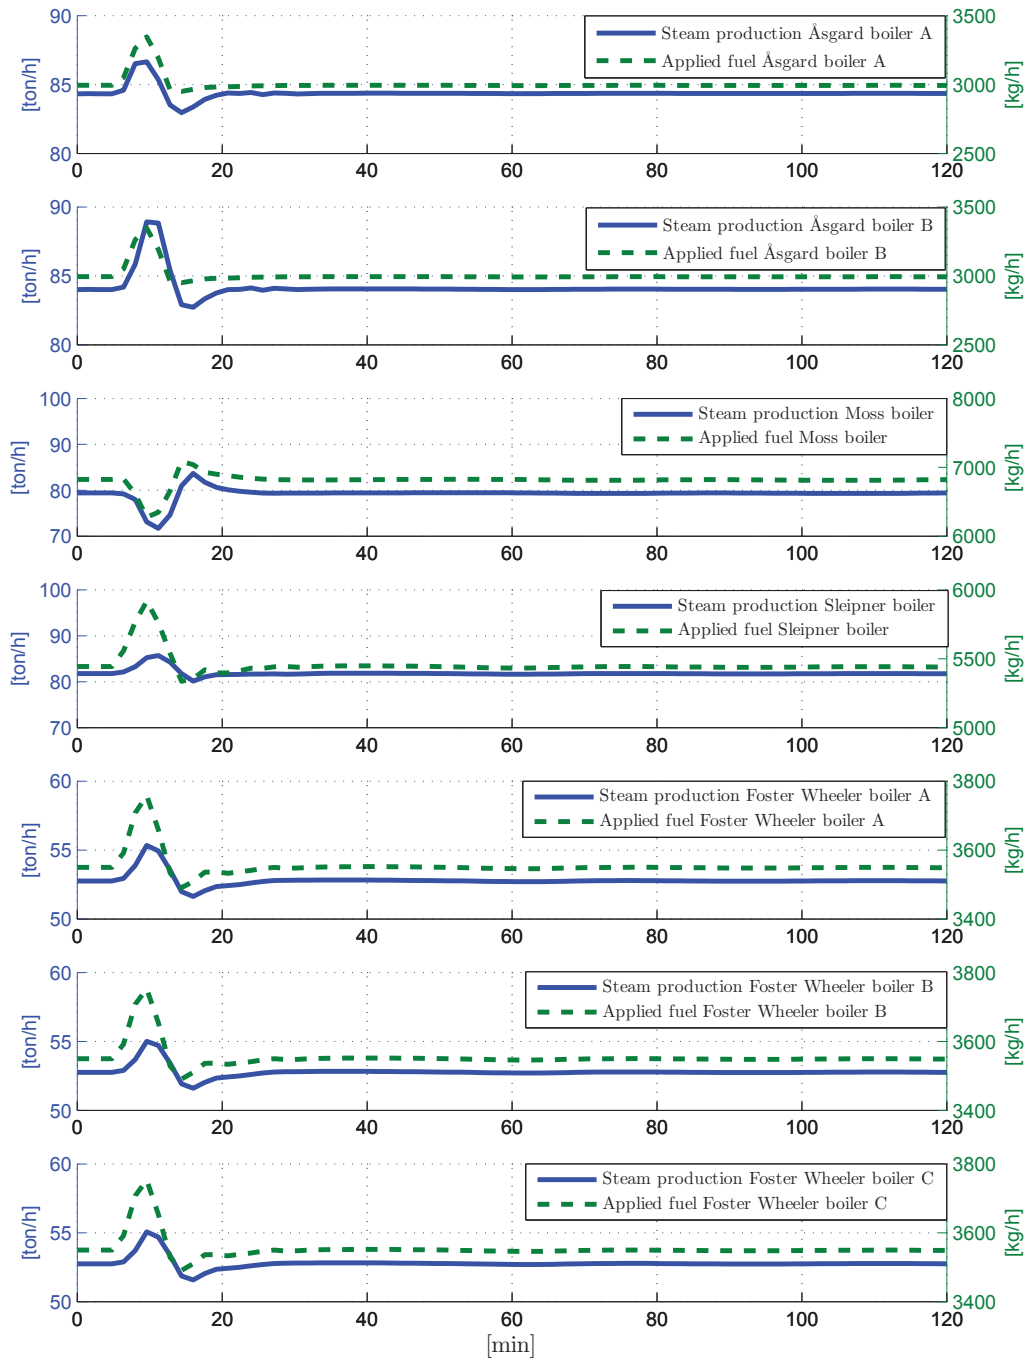 90
3500
Steam production Åsgard boiler A
Applied fuel Åsgard boiler A
85
3000
[ton/h]
[kg/h]
80
2500
0 20 40 60 80 100 120
90
3500
Steam production Åsgard boiler B
Applied fuel Åsgard boiler B
85
3000
[ton/h]
[kg/h]
80
2500
0 20 40 60 80 100 120
100
8000
Steam production Moss boiler
Applied fuel Moss boiler
90
7000
80
[ton/h]
[kg/h]
70
6000
0 20 40 60 80 100 120
100
6000
Steam production Sleipner boiler
Applied fuel Sleipner boiler
90
5500
80
[ton/h]
[kg/h]
70
5000
0 20 40 60 80 100 120
60
3800
Steam production Foster Wheeler boiler A
Applied fuel Foster Wheeler boiler A
55
3600
[ton/h]
[kg/h]
50
3400
0 20 40 60 80 100 120
60
3800
Steam production Foster Wheeler boiler B
Applied fuel Foster Wheeler boiler B
55
3600
[ton/h]
[kg/h]
50
3400
0 20 40 60 80 100 120
60
3800
Steam production Foster Wheeler boiler C
Applied fuel Foster Wheeler boiler C
55
3600
[ton/h]
[kg/h]
50
3400
0 20 40 60 80 100 120
[min]